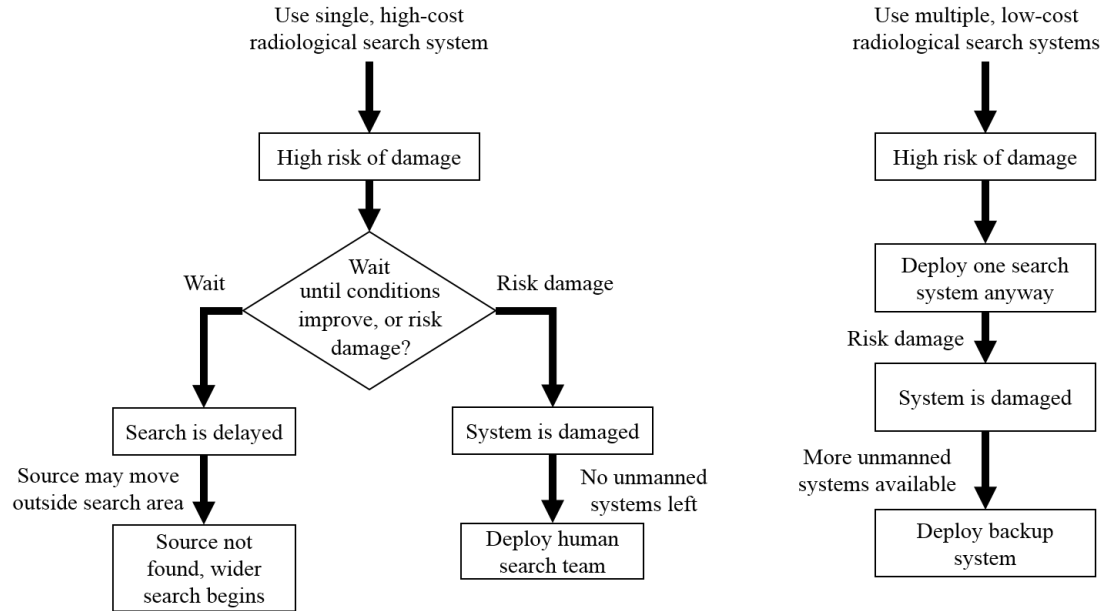 Use single, high-cost
radiological search system
High risk of damage
Wait
until conditions
improve, or risk
damage?
Wait
Risk damage
Search is delayed
Source may move
outside search area
Source not
found, wider
search begins
System is damaged
No unmanned
systems left
Deploy human
search team
Use multiple, low-cost
radiological search systems
High risk of damage
Deploy one search
system anyway
Risk damage
System is damaged
More unmanned
systems available
Deploy backup
system